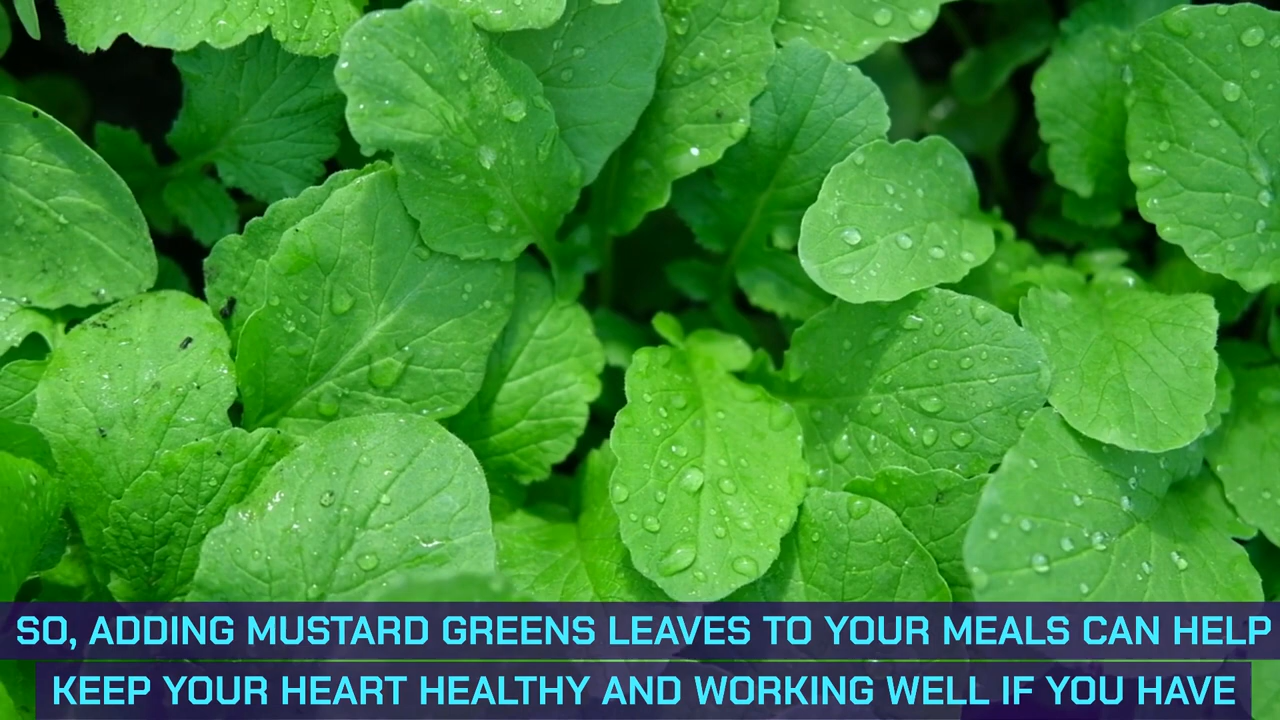 SO, ADDING MUSTARD GREENS LEAVES TO YOUR MEALS CAN HELP
KEEP YOUR HEART HEALTHY AND WORKING WELL IF YOU HAVE